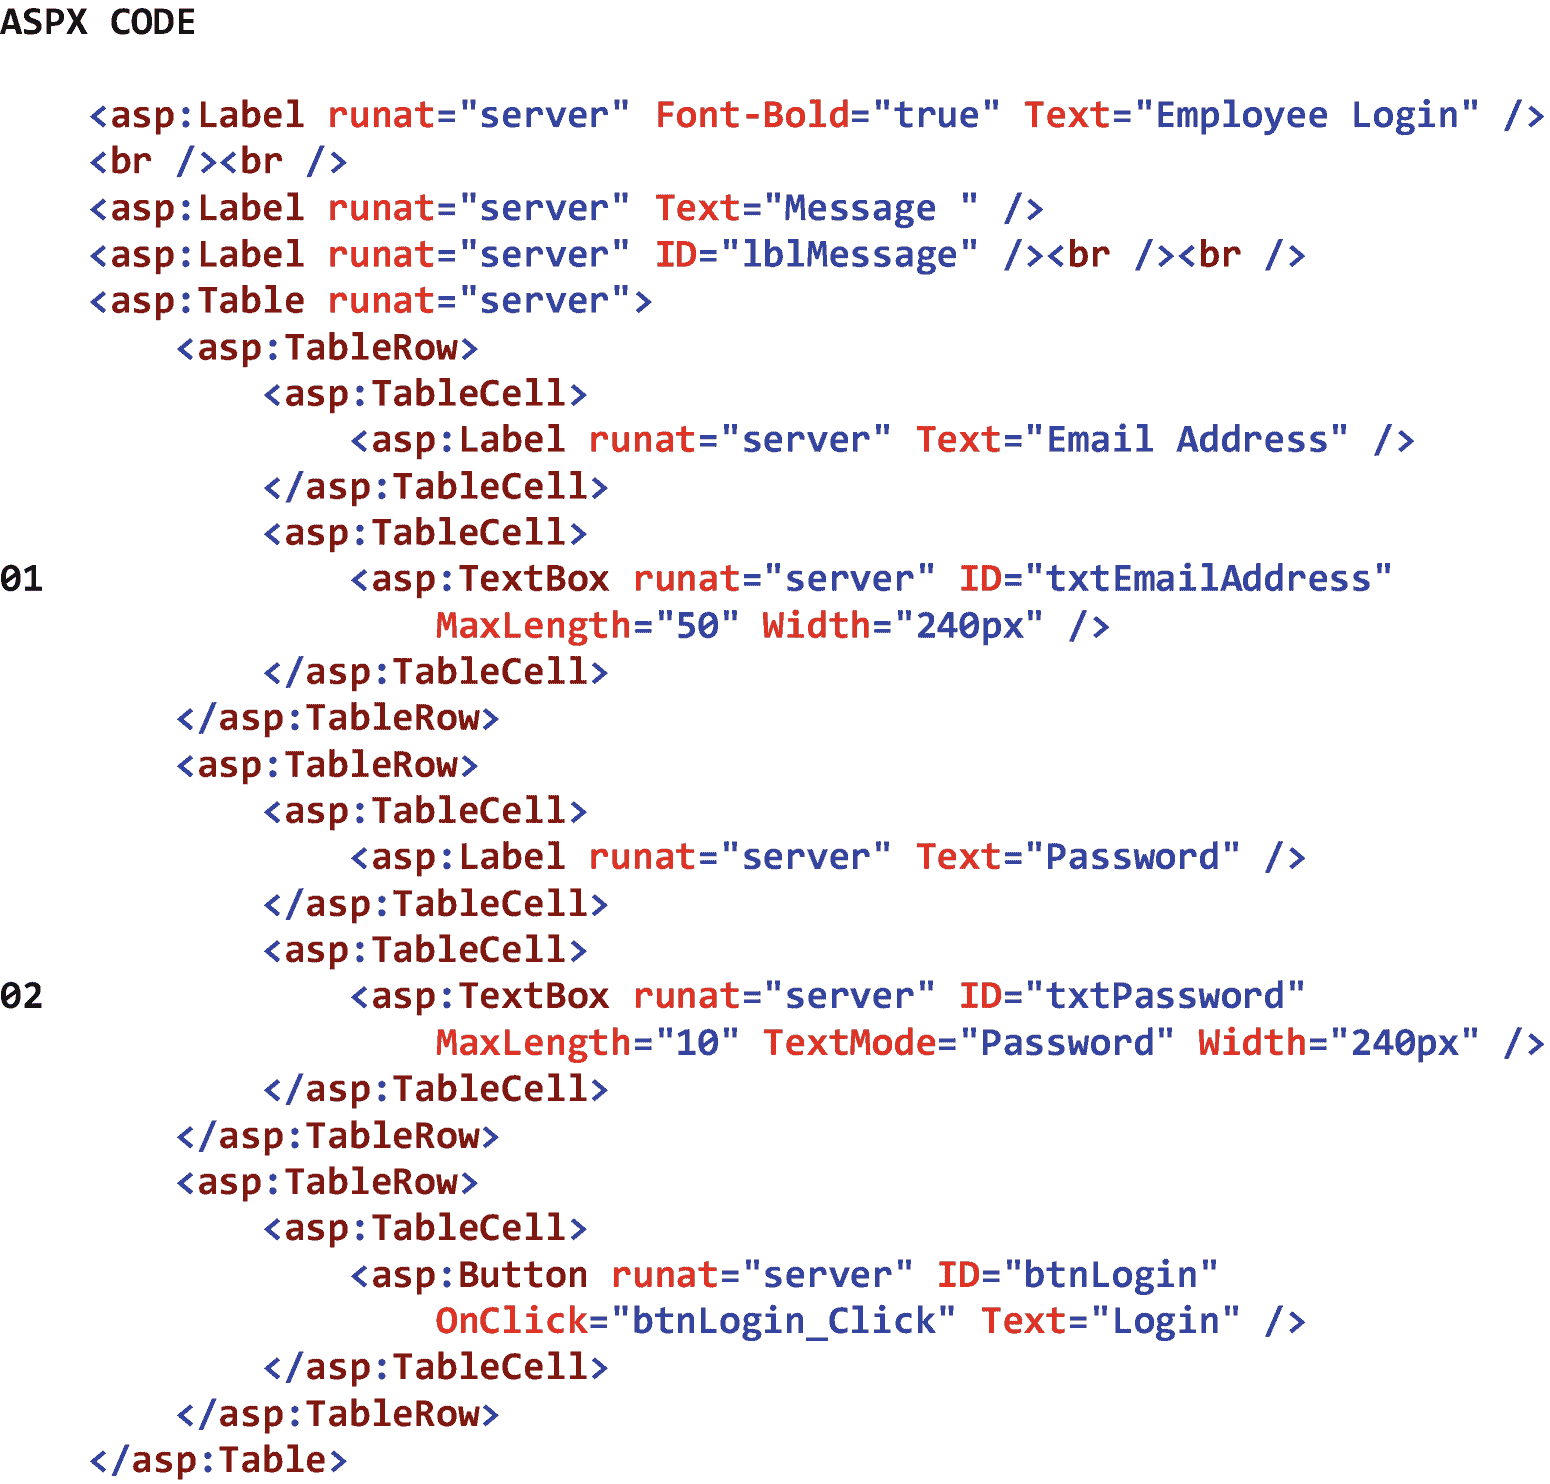 ASPX CODE
<asp:Label runat="server" Font-Bold="true" Text="Employee Login" />
<br /><br />
<asp:Label runat="server" Text="Message " />
<asp:Label runat="server" ID="lblMessage" /><br /><br />
<asp:Table runat="server">
<asp:TableRow>
<asp:TableCell>
<asp:Label runat="server" Text="Email Address" />
</asp:TableCell>
<asp:TableCell>
01 <asp:TextBox runat="server" ID="txtEmailAddress"
MaxLength="50" Width="240px" />
</asp:TableCell>
</asp:TableRow>
<asp:TableRow>
<asp:TableCell>
<asp:Label runat="server" Text="Password" />
</asp:TableCell>
<asp:TableCell>
02 <asp:TextBox runat="server" ID="txtPassword"
MaxLength="10" TextMode="Password" Width="240px" />
</asp:TableCell>
</asp:TableRow>
<asp:TableRow>
<asp:TableCell>
<asp:Button runat="server" ID="btnLogin"
OnClick="btnLogin_Click" Text="Login" />
</asp:TableCell>
</asp:TableRow>
</asp:Table>